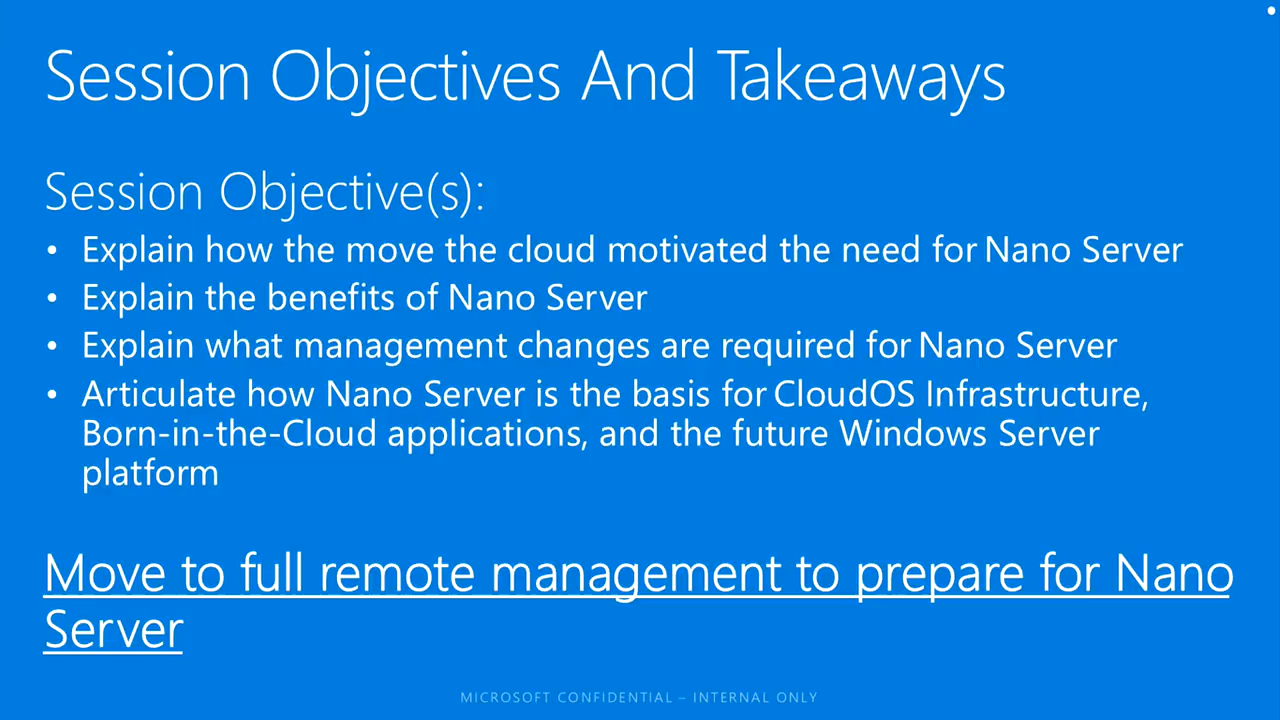 Session Objectives And Takeaways
Session Objective(s):
• Explain how the move the cloud motivated the need for Nano Server
• Explain the benefits of Nano Server
• Explain what management changes are required for Nano Server
• Articulate how Nano Server is the basis for CloudOS Infrastructure,
Born-in-the-Cloud applications, and the future Windows Server
platform
Move to full remote management to prepare for Nano
Server
MICROSOFT CONFIDENTIAL – INTERNAL ONLY